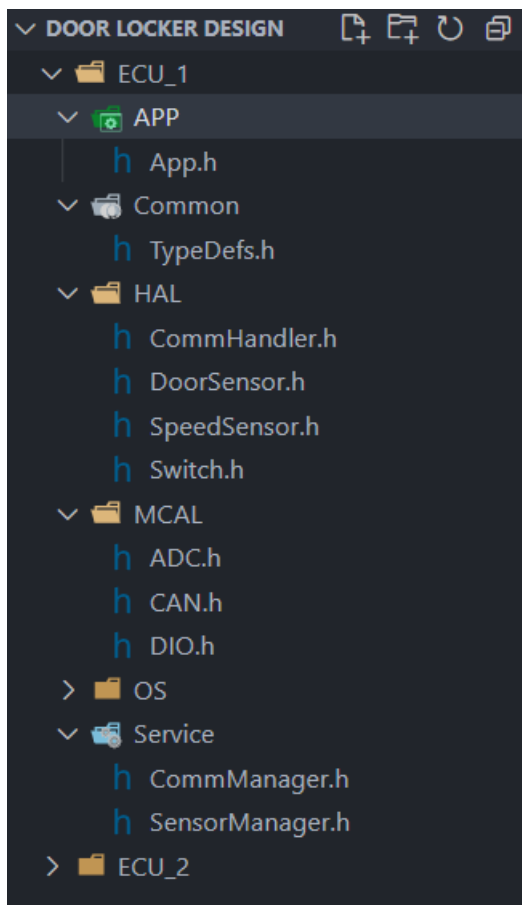 DOOR LOCKER DESIGN
ECU_1
APP
h App.h
Common
h TypeDefs.h
HAL
h CommHandler.h
h DoorSensor.h
h SpeedSensor.h
h Switch.h
MCAL
h ADC.h
h CAN.h
h DIO.h
OS
Service
h CommManager.h
h SensorManager.h
ECU_2